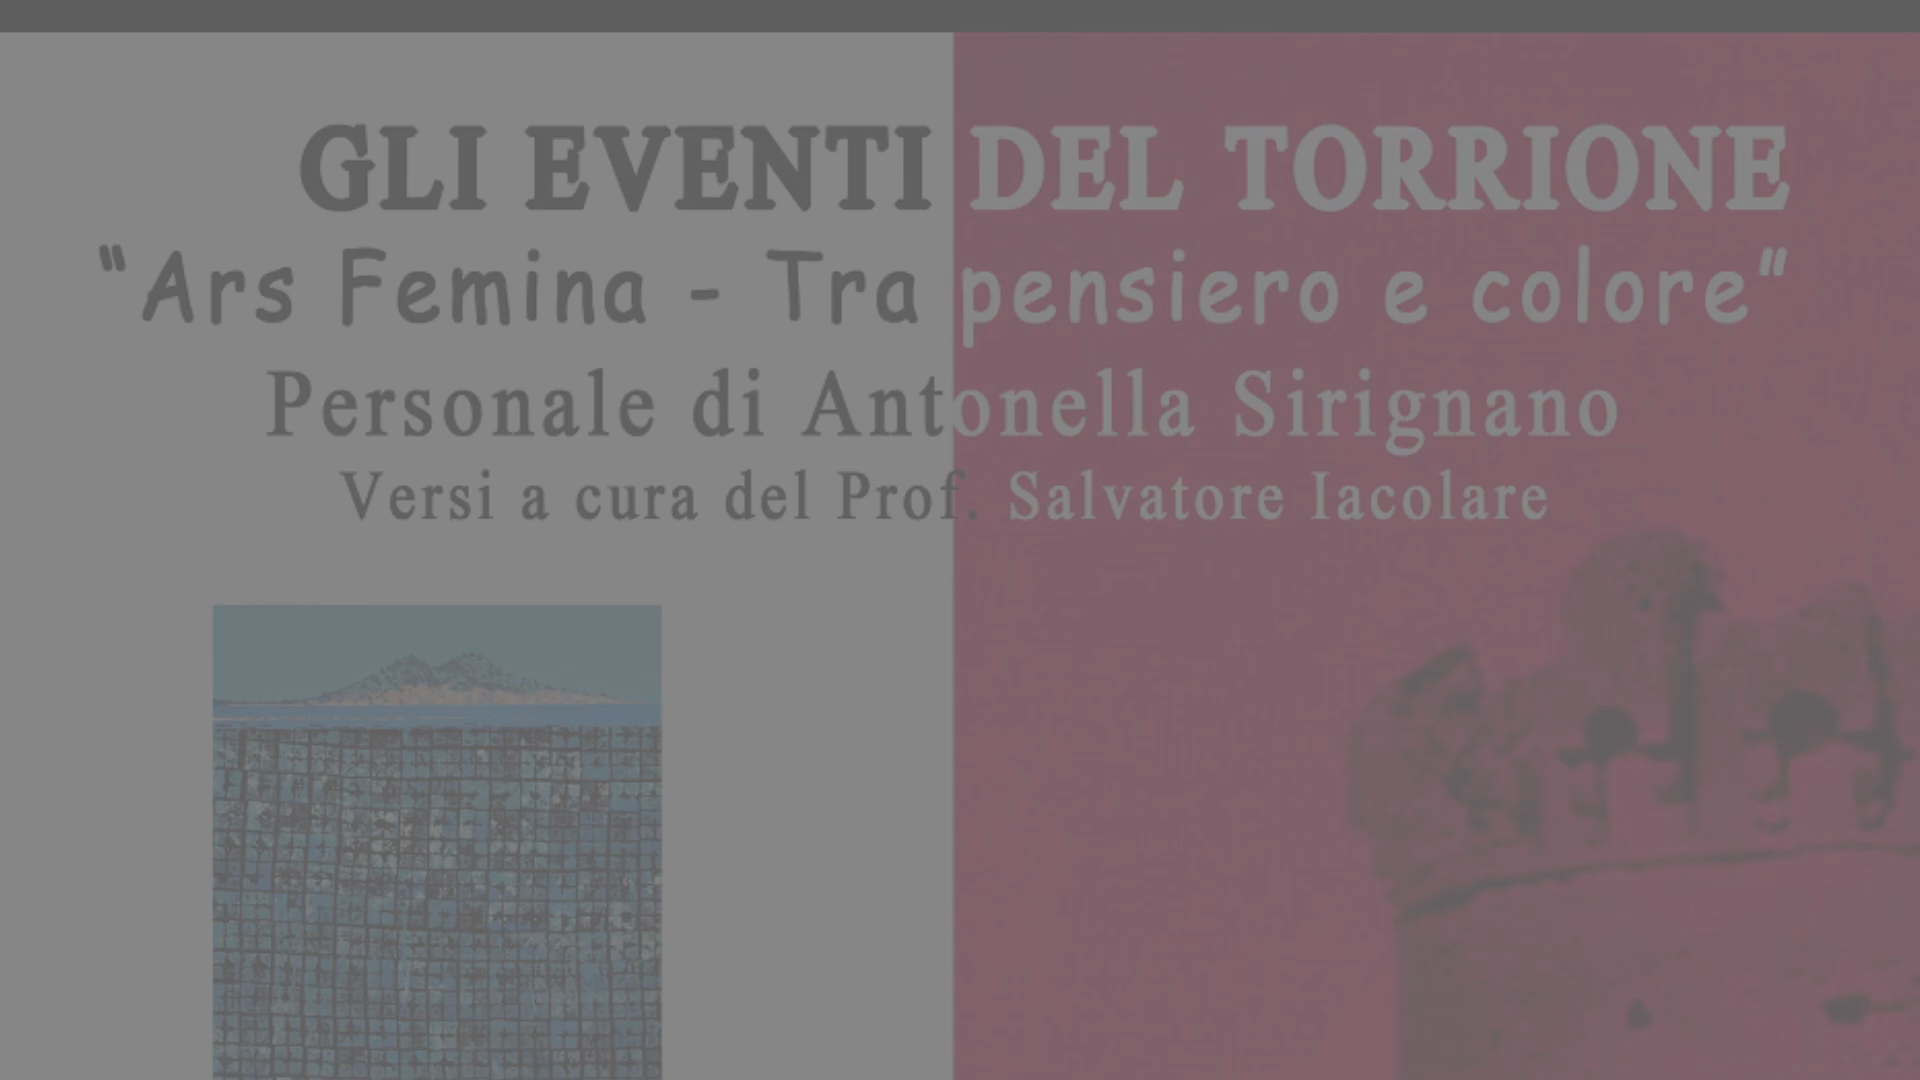 GLI EVENTI DEL TORRIONE
“Ars Femina - Tra pensiero e colore”
Personale di Antonella Sirignano
Versi a cura del Prof. Salvatore Iacolare